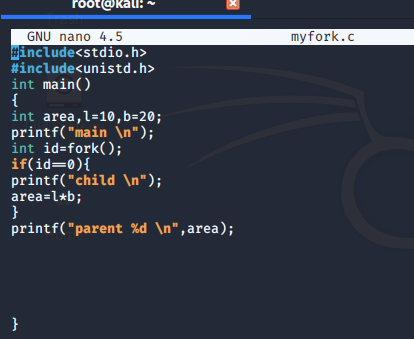 root@kali: ~
GNU nano 4.5 myfork.c
#include<stdio.h>
#include<unistd.h>
int main()
{
int area,l=10,b=20;
printf("main \n");
int id=fork();
if(id==0){
printf("child \n");
area=l*b;
}
printf("parent %d \n",area);
}